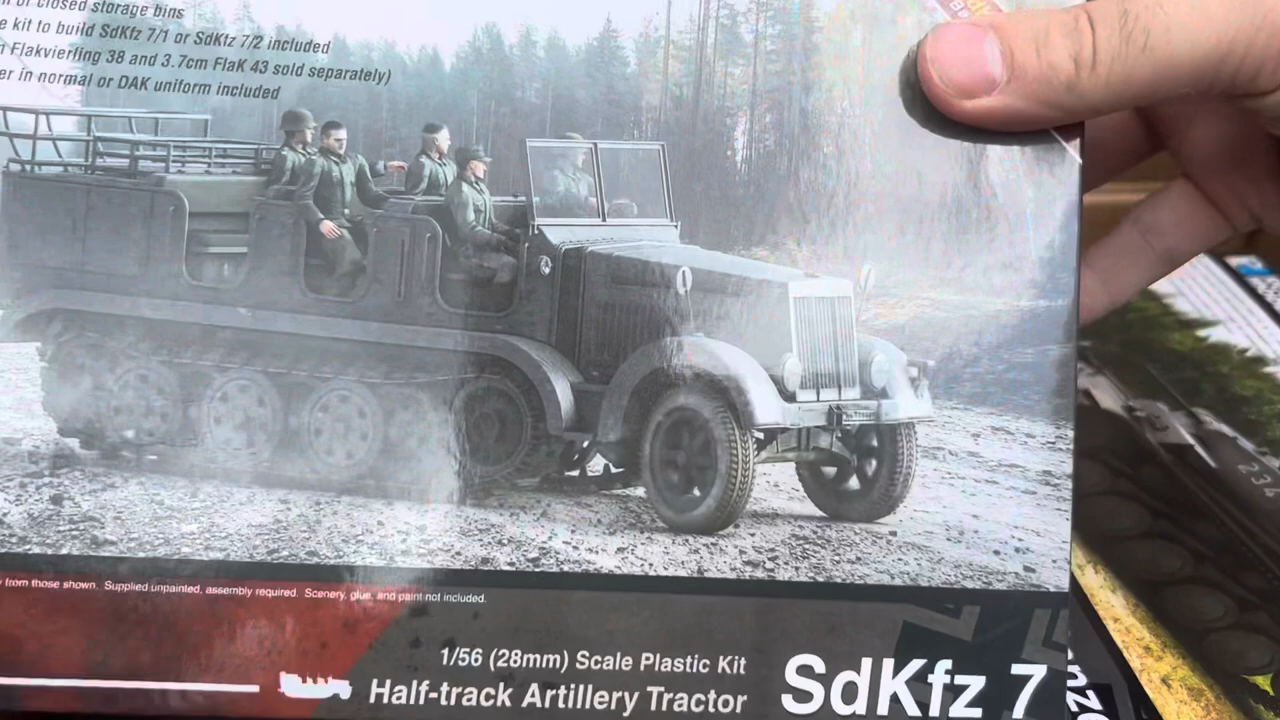 or closed storage bins
e kit to build SdKfz 7/1 or SdKfz 7/2 included
Flakvierling 38 and 3.7cm FlaK 43 sold separately)
er in normal or DAK uniform included
from those shown. Supplied unpainted, assembly required. Scenery, glue, and paint not included.
1/56 (28mm) Scale Plastic Kit
Half-track Artillery Tractor
SdKfz 7
234